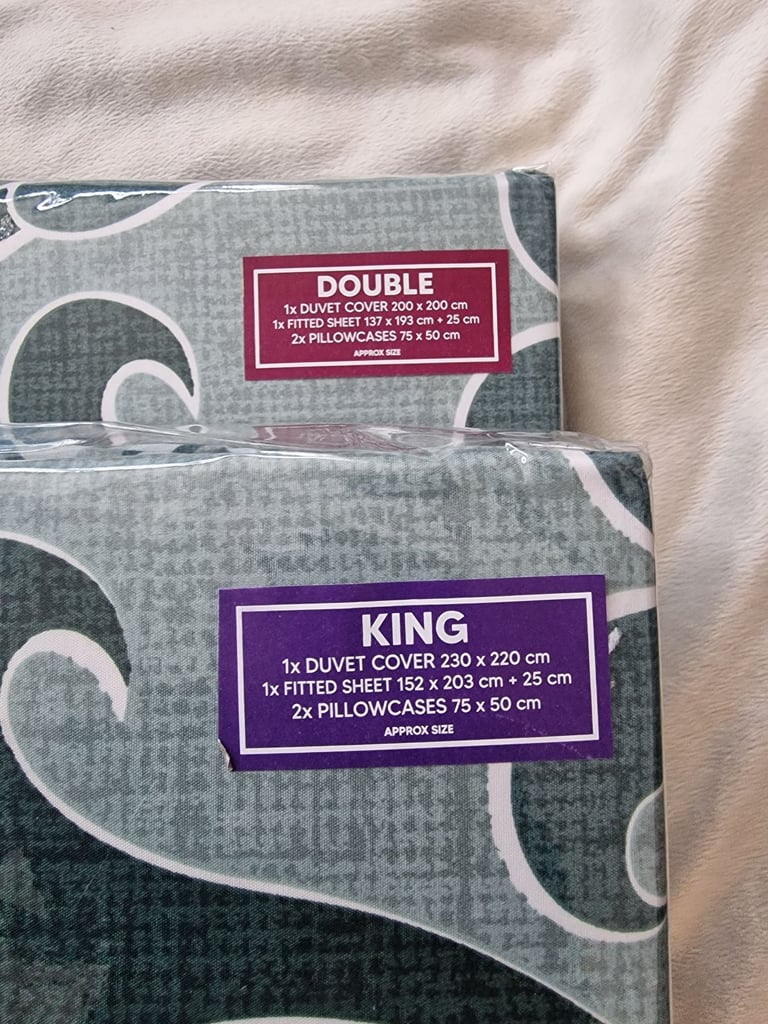 DOUBLE
1x DUVET COVER 200 x 200 cm
1x FITTED SHEET 137 x 193 cm + 25 cm
2x PILLOWCASES 75 x 50 cm
APPROX SIZE
KING
1x DUVET COVER 230 x 220 cm
1x FITTED SHEET 152 x 203 cm + 25 cm
2x PILLOWCASES 75 x 50 cm
APPROX SIZE